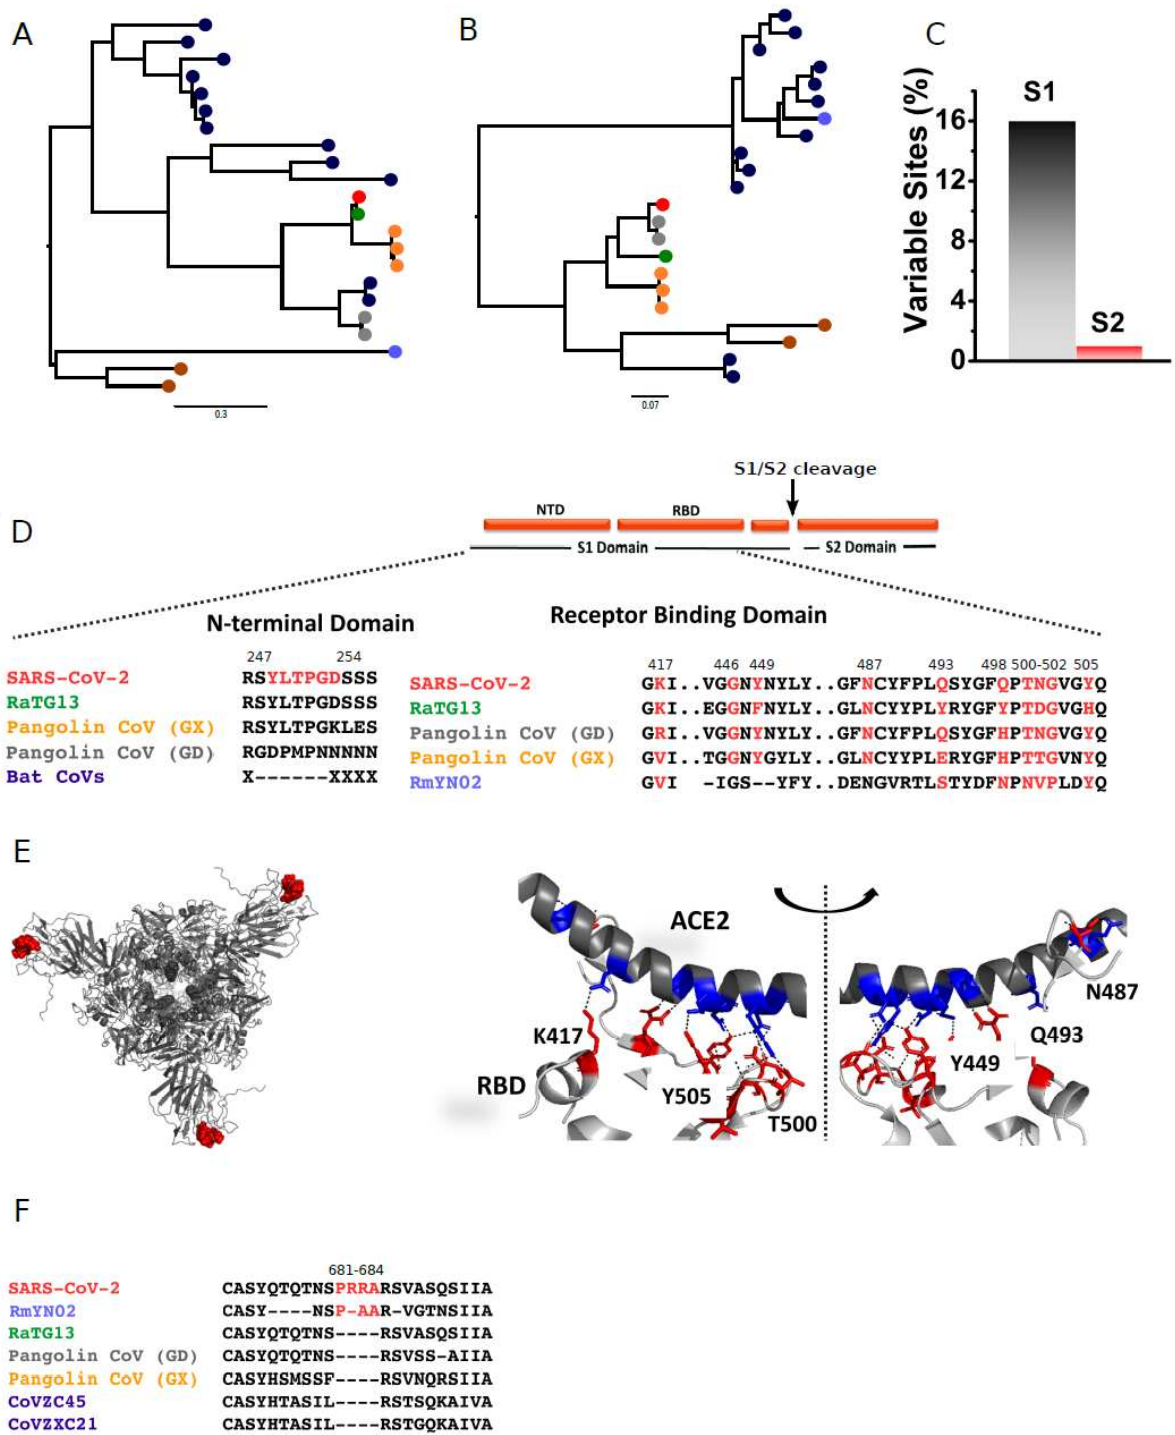 A
B
C
0.3
0.07
Variable Sites (%)
16
12
8
4
0
S1
S2
S1/S2 cleavage
D
NTD
RBD
S1 Domain
S2 Domain
N-terminal Domain
247 254
SARS-CoV-2 RSYLTPGDSSS
RaTG13 RSYLTPGDSSS
Pangolin CoV (GX) RSYLTPGKLES
Pangolin CoV (GD) RGDPMPNNNNN
Bat CoVs X------XXXX
Receptor Binding Domain
417 446 449 487 493 498 500-502 505
SARS-CoV-2 GKI..VGGNYNYLY..GFNCYFPLQSYGFQPTNGVGYQ
RaTG13 GKI..EGGNFNYLY..GLNCYYPLYRYGFYPTDGVGHQ
Pangolin CoV (GD) GRI..VGGNYNYLY..GFNCYFPLQSYGFHPTNGVGYQ
Pangolin CoV (GX) GVI..TGGNYGYLY..GLNCYYPLERYGFHPTTGVNYQ
RmYN02 GVI -IGS--YFY..DENGVRTLSTYDFNPNVPLDYQ
E
ACE2
K417
RBD
Y505
T500
N487
Q493
Y449
F
681-684
SARS-CoV-2 CASYQTQTNSPRRARSVASQSIIA
RmYN02 CASY----NSP-AAR-VGTNSIIA
RaTG13 CASYQTQTNS----RSVASQSIIA
Pangolin CoV (GD) CASYQTQTNS----RSVSS-AIIA
Pangolin CoV (GX) CASYHSMSSF----RSVNQRSIIA
CoVZC45 CASYHTASIL----RSTSQKAIVA
CoVZXC21 CASYHTASIL----RSTGQKAIVA